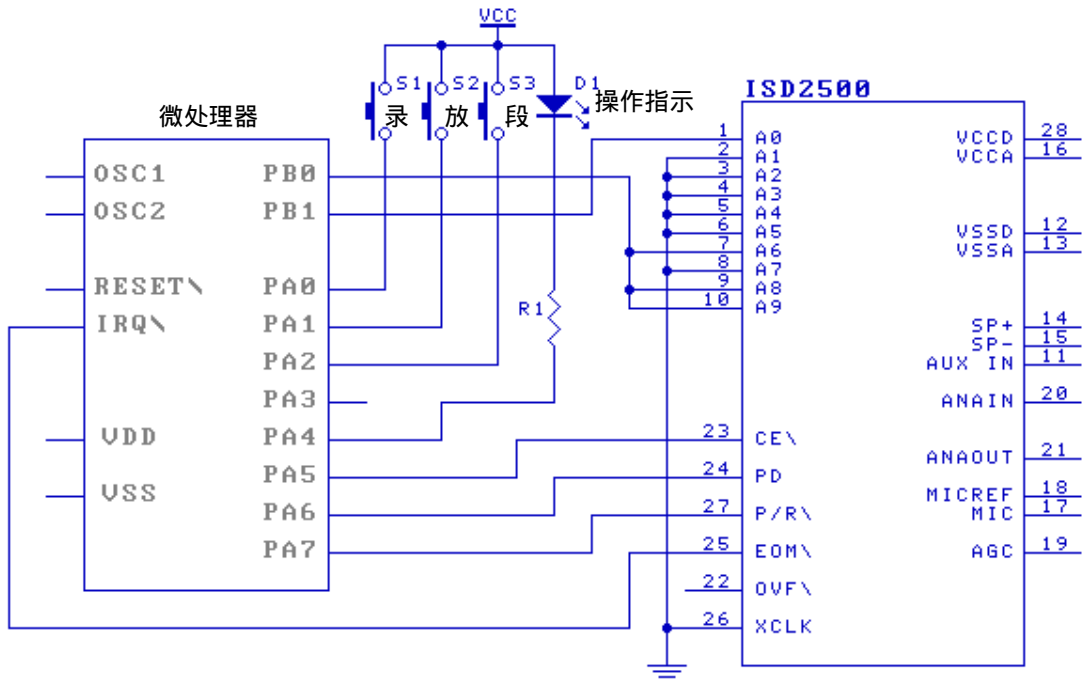 VCC
S1
S2
S3
D1
录
放
段
操作指示
R1
微处理器
OSC1
OSC2
RESET\
IRQ\
VDD
VSS
PB0
PB1
PA0
PA1
PA2
PA3
PA4
PA5
PA6
PA7
ISD2500
1 A0
2 A1
3 A2
4 A3
5 A4
6 A5
7 A6
8 A7
9 A8
10 A9
23 CE\
24 PD
27 P/R\
25 EOM\
22 OVF\
26 XCLK
VCCD 28
VCCA 16
VSSD 12
VSSA 13
SP+ 14
SP- 15
AUX IN 11
ANAIN 20
ANAOUT 21
MICREF 18
MIC 17
AGC 19